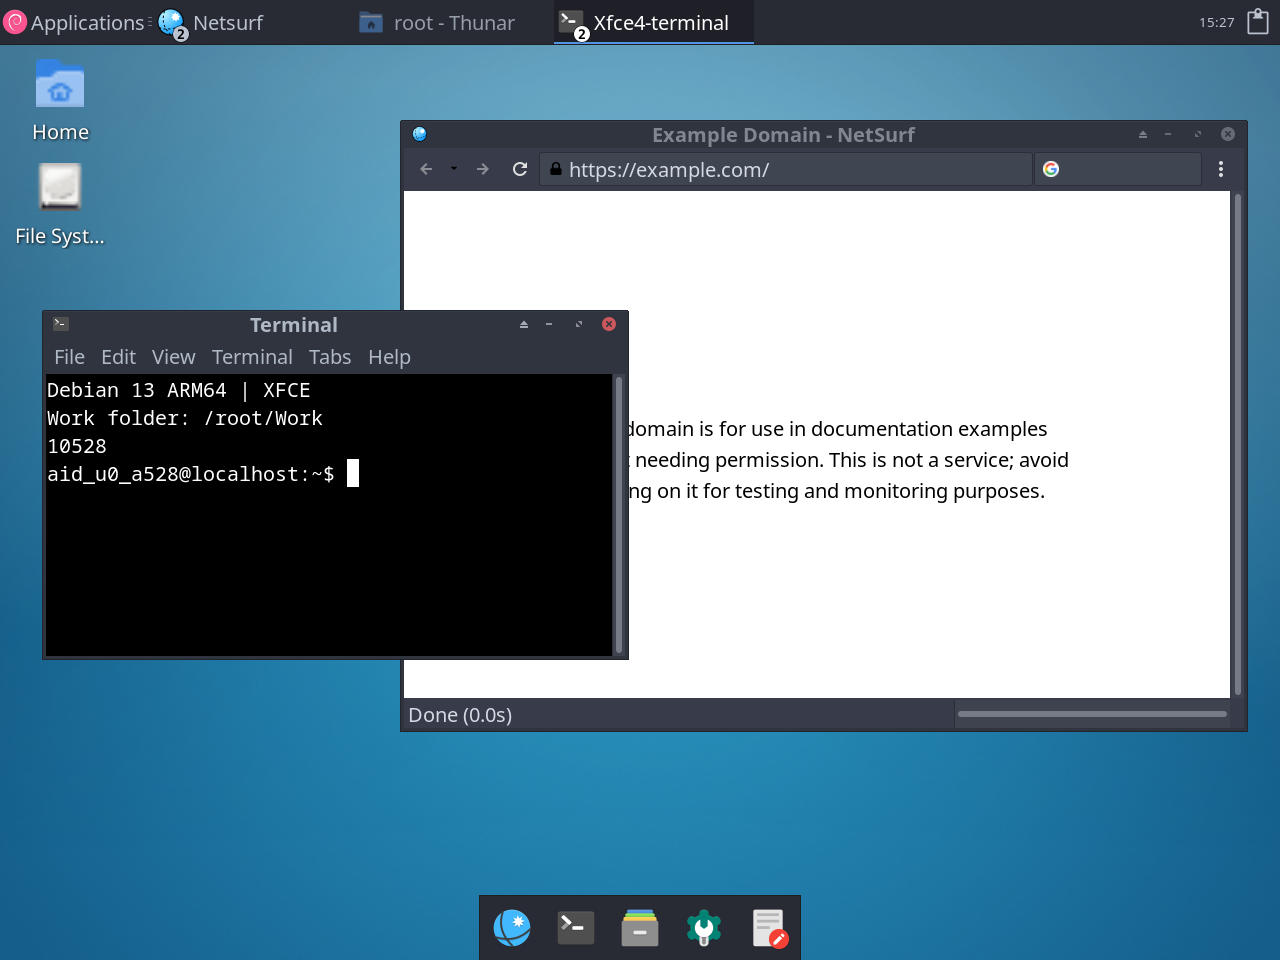 Applications
2
Netsurf
root - Thunar
2
Xfce4-terminal
15:27
Home
File Syst...
Example Domain - NetSurf
https://example.com/
domain is for use in documentation examples
needing permission. This is not a service; avoid
ng on it for testing and monitoring purposes.
Done (0.0s)
Terminal
File Edit View Terminal Tabs Help
Debian 13 ARM64 | XFCE
Work folder: /root/Work
10528
aid_u0_a528@localhost:~$